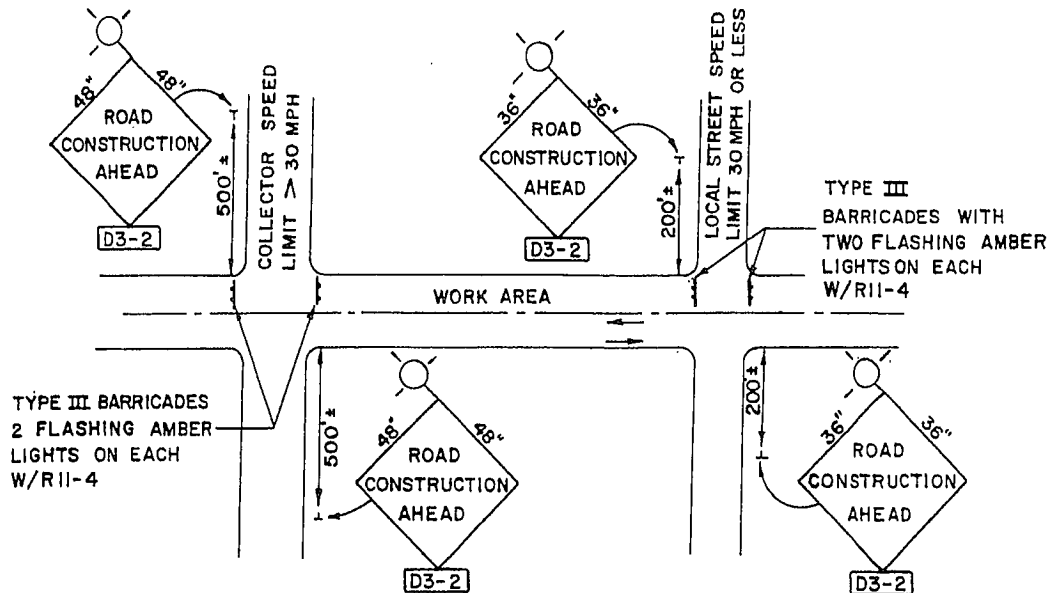 48"
48"
ROAD
CONSTRUCTION
AHEAD
D3-2
500'±
COLLECTOR SPEED
LIMIT > 30 MPH
36"
36"
ROAD
CONSTRUCTION
AHEAD
D3-2
200'±
LOCAL STREET SPEED
LIMIT 30 MPH OR LESS
TYPE III
BARRICADES WITH
TWO FLASHING AMBER
LIGHTS ON EACH
W/R11-4
WORK AREA
TYPE III BARRICADES
2 FLASHING AMBER
LIGHTS ON EACH
W/R11-4
500'±
48"
48"
ROAD
CONSTRUCTION
AHEAD
D3-2
200'±
36"
36"
ROAD
CONSTRUCTION
AHEAD
D3-2